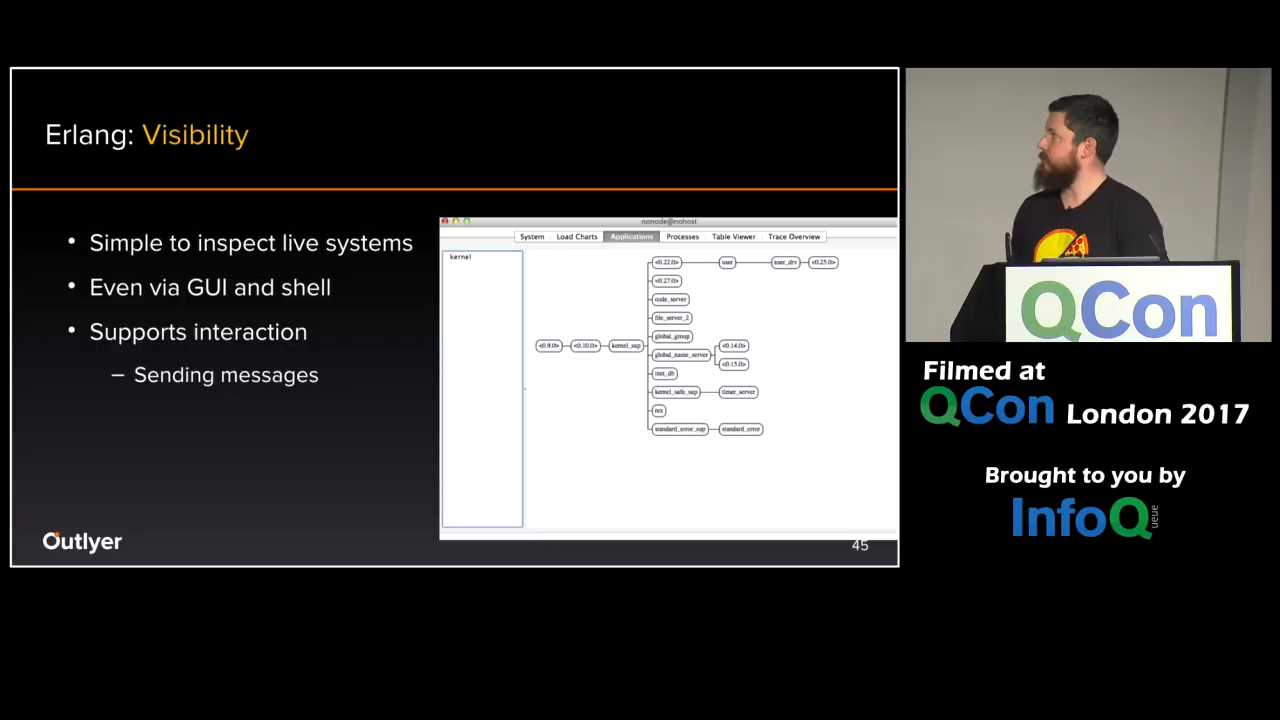 Erlang: Visibility
• Simple to inspect live systems
• Even via GUI and shell
• Supports interaction
– Sending messages
nonode@nohost
System
Load Charts
Applications
Processes
Table Viewer
Trace Overview
kernel
<0.22.0>
user
user_drv
<0.25.0>
<0.27.0>
code_server
file_server_2
global_group
<0.9.0>
<0.10.0>
kernel_sup
global_name_server
<0.14.0>
<0.15.0>
inet_db
kernel_safe_sup
timer_server
rex
standard_error_sup
standard_error
Outlyer
45
QCon
Filmed at
QCon London 2017
Brought to you by
InfoQ
ueue